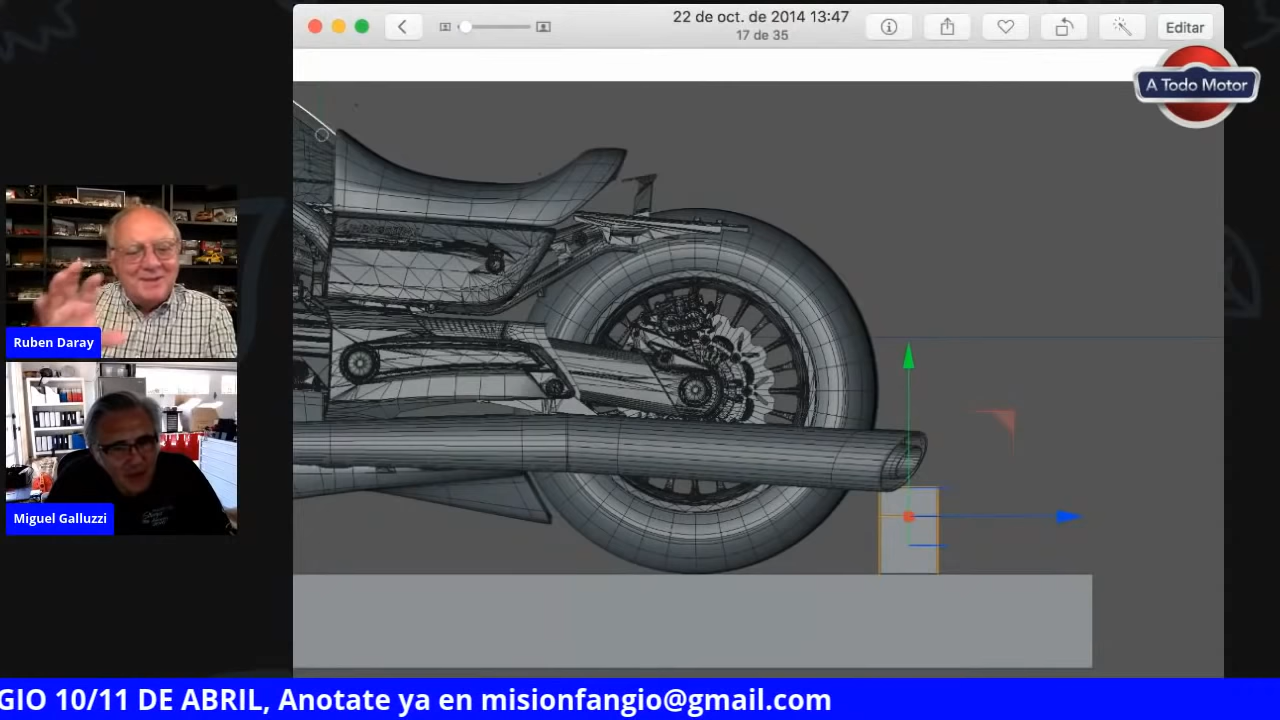 22 de oct. de 2014 13:47
17 de 35
Editar
A Todo Motor
Ruben Daray
Miguel Galluzzi
GIO 10/11 DE ABRIL, Anotate ya en misionfangio@gmail.com